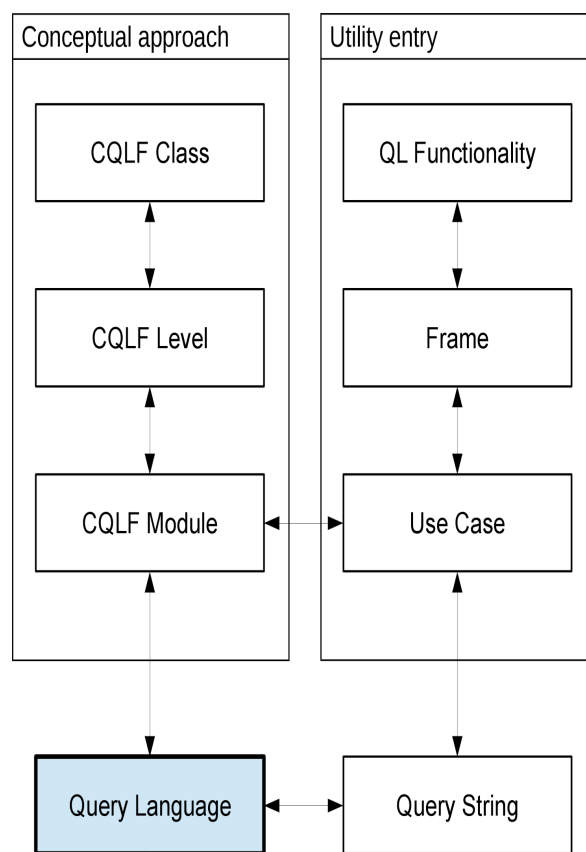 Conceptual approach
CQLF Class
CQLF Level
CQLF Module
Utility entry
QL Functionality
Frame
Use Case
Query Language
Query String